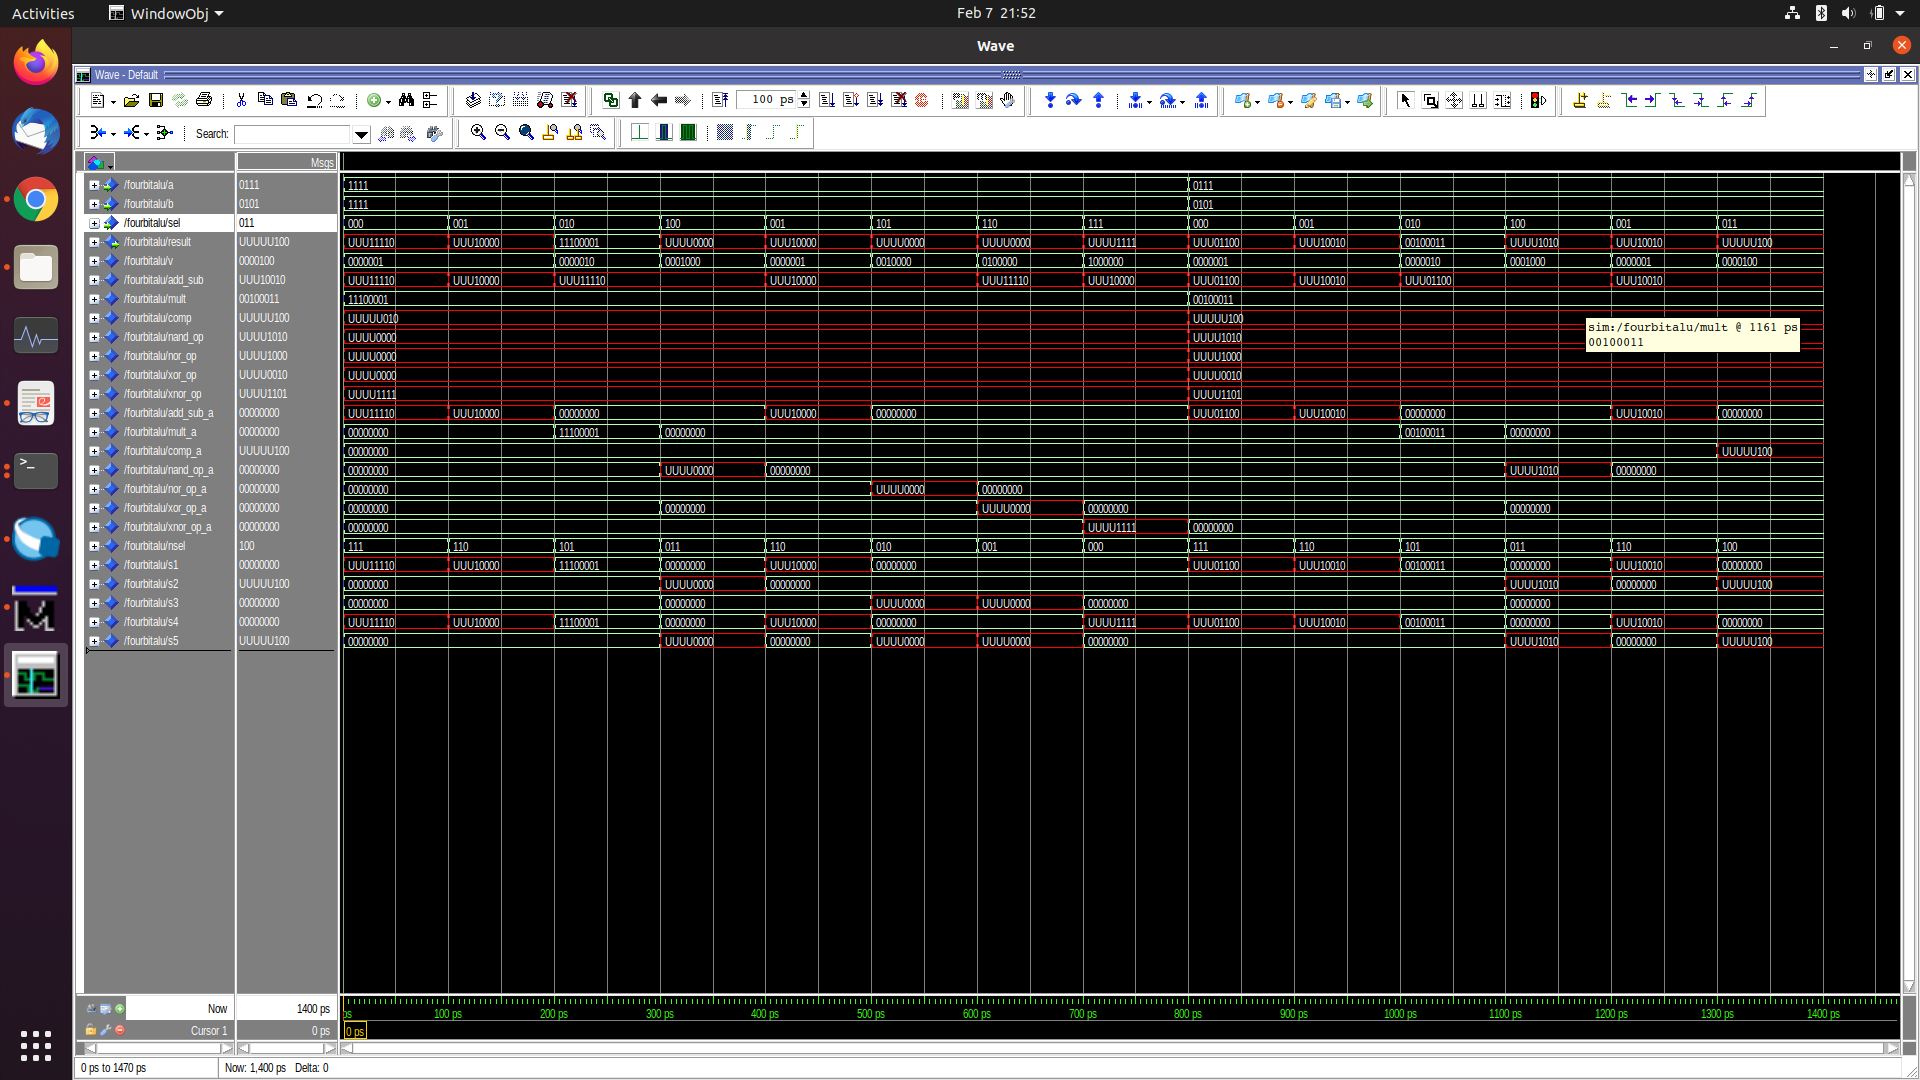 Activities WindowObj Feb 7 21:52
Wave
Wave - Default
100 ps
Search:
Msgs
/fourbitalu/a 0111 1111 0111
/fourbitalu/b 0101 1111 0101
/fourbitalu/sel 011 000 001 010 100 001 101 110 111 000 001 010 100 001 011
/fourbitalu/result UUUUU100 UUU11110 UUU10000 11100001 UUUU0000 UUU10000 UUUU0000 UUUU0000 UUUU1111 UUU01100 UUU10010 00100011 UUUU1010 UUU10010 UUUUU100
/fourbitalu/v 0000100 0000001 0000010 0001000 0000001 0010000 0100000 1000000 0000001 0000010 0001000 0000001 0000100
/fourbitalu/add_sub UUU10010 UUU11110 UUU10000 UUU11110 UUU10000 UUU11110 UUU10000 UUU01100 UUU10010 UUU01100 UUU10010
/fourbitalu/mult 00100011 11100001 00100011
/fourbitalu/comp UUUUU100 UUUUU010 UUUUU100
sim:/fourbitalu/mult @ 1161 ps
00100011
/fourbitalu/nand_op UUUU1010 UUUU0000 UUUU1010
/fourbitalu/nor_op UUUU1000 UUUU0000 UUUU1000
/fourbitalu/xor_op UUUU0010 UUUU0000 UUUU0010
/fourbitalu/xnor_op UUUU1101 UUUU1111 UUUU1101
/fourbitalu/add_sub_a 00000000 UUU11110 UUU10000 00000000 UUU10000 00000000 UUU01100 UUU10010 00000000 UUU10010 00000000
/fourbitalu/mult_a 00000000 00000000 11100001 00000000 00100011 00000000
/fourbitalu/comp_a UUUUU100 00000000 UUUUU100
/fourbitalu/nand_op_a 00000000 00000000 UUUU0000 00000000 UUUU1010 00000000
/fourbitalu/nor_op_a 00000000 00000000 UUUU0000 00000000
/fourbitalu/xor_op_a 00000000 00000000 00000000 UUUU0000 00000000 00000000
/fourbitalu/xnor_op_a 00000000 00000000 UUUU1111 00000000
/fourbitalu/nsel 100 111 110 101 011 110 010 001 000 111 110 101 011 110 100
/fourbitalu/s1 00000000 UUU11110 UUU10000 11100001 00000000 UUU10000 00000000 UUU01100 UUU10010 00100011 00000000 UUU10010 00000000
/fourbitalu/s2 UUUUU100 00000000 UUUU0000 00000000 UUUU1010 00000000 UUUUU100
/fourbitalu/s3 00000000 00000000 00000000 UUUU0000 UUUU0000 00000000 00000000
/fourbitalu/s4 00000000 UUU11110 UUU10000 11100001 00000000 UUU10000 00000000 UUUU1111 UUU01100 UUU10010 00100011 00000000 UUU10010 00000000
/fourbitalu/s5 UUUUU100 00000000 UUUU0000 00000000 UUUU0000 UUUU0000 00000000 UUUU1010 00000000 UUUUU100
Now 1400 ps ps 100 ps 200 ps 300 ps 400 ps 500 ps 600 ps 700 ps 800 ps 900 ps 1000 ps 1100 ps 1200 ps 1300 ps 1400 ps
Cursor 1 0 ps 0 ps
0 ps to 1470 ps Now: 1,400 ps Delta: 0